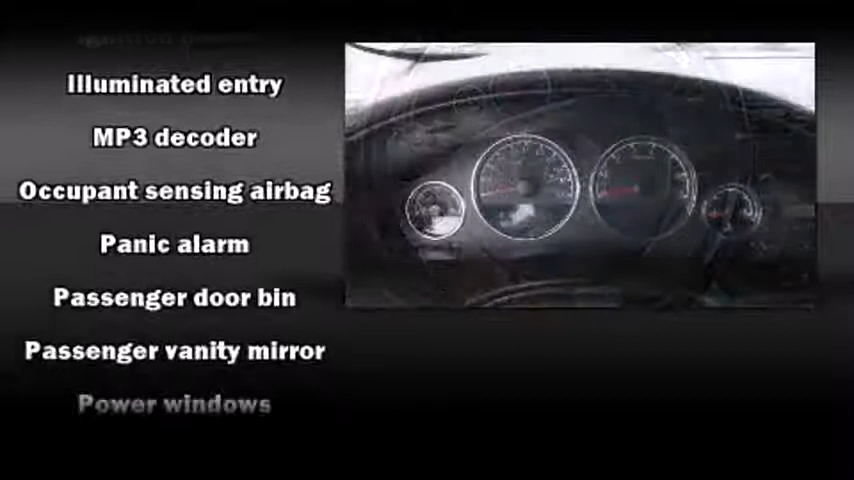 Illuminated entry
MP3 decoder
Occupant sensing airbag
Panic alarm
Passenger door bin
Passenger vanity mirror
Power windows